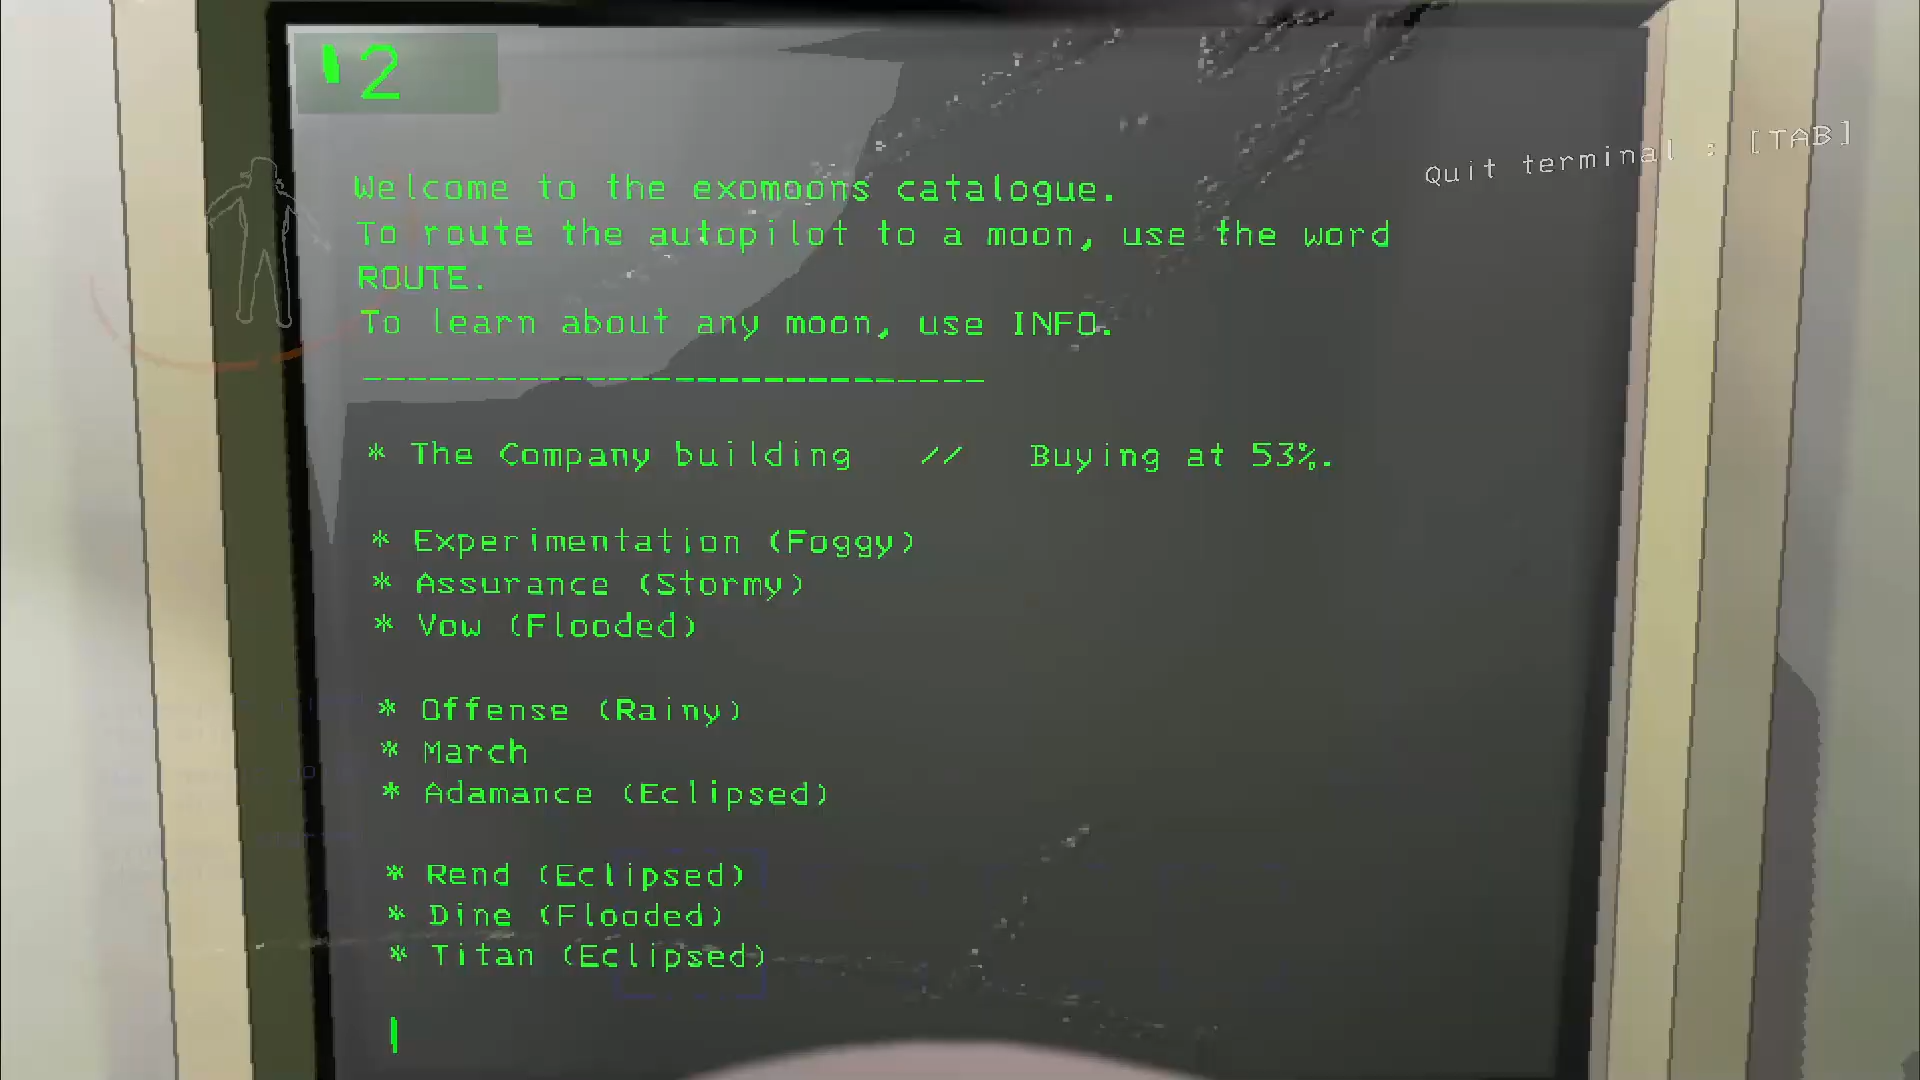 2
Quit terminal : [TAB]
Welcome to the exomoons catalogue.
To route the autopilot to a moon, use the word
ROUTE.
To learn about any moon, use INFO.
----------------------------
* The Company building // Buying at 53%.
* Experimentation (Foggy)
* Assurance (Stormy)
* Vow (Flooded)
* Offense (Rainy)
* March
* Adamance (Eclipsed)
* Rend (Eclipsed)
* Dine (Flooded)
* Titan (Eclipsed)